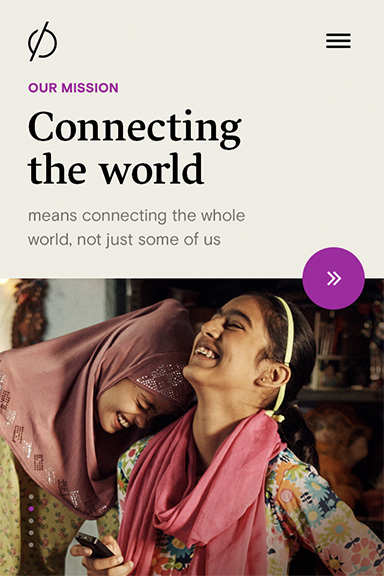 OUR MISSION
Connecting
the world
means connecting the whole
world, not just some of us